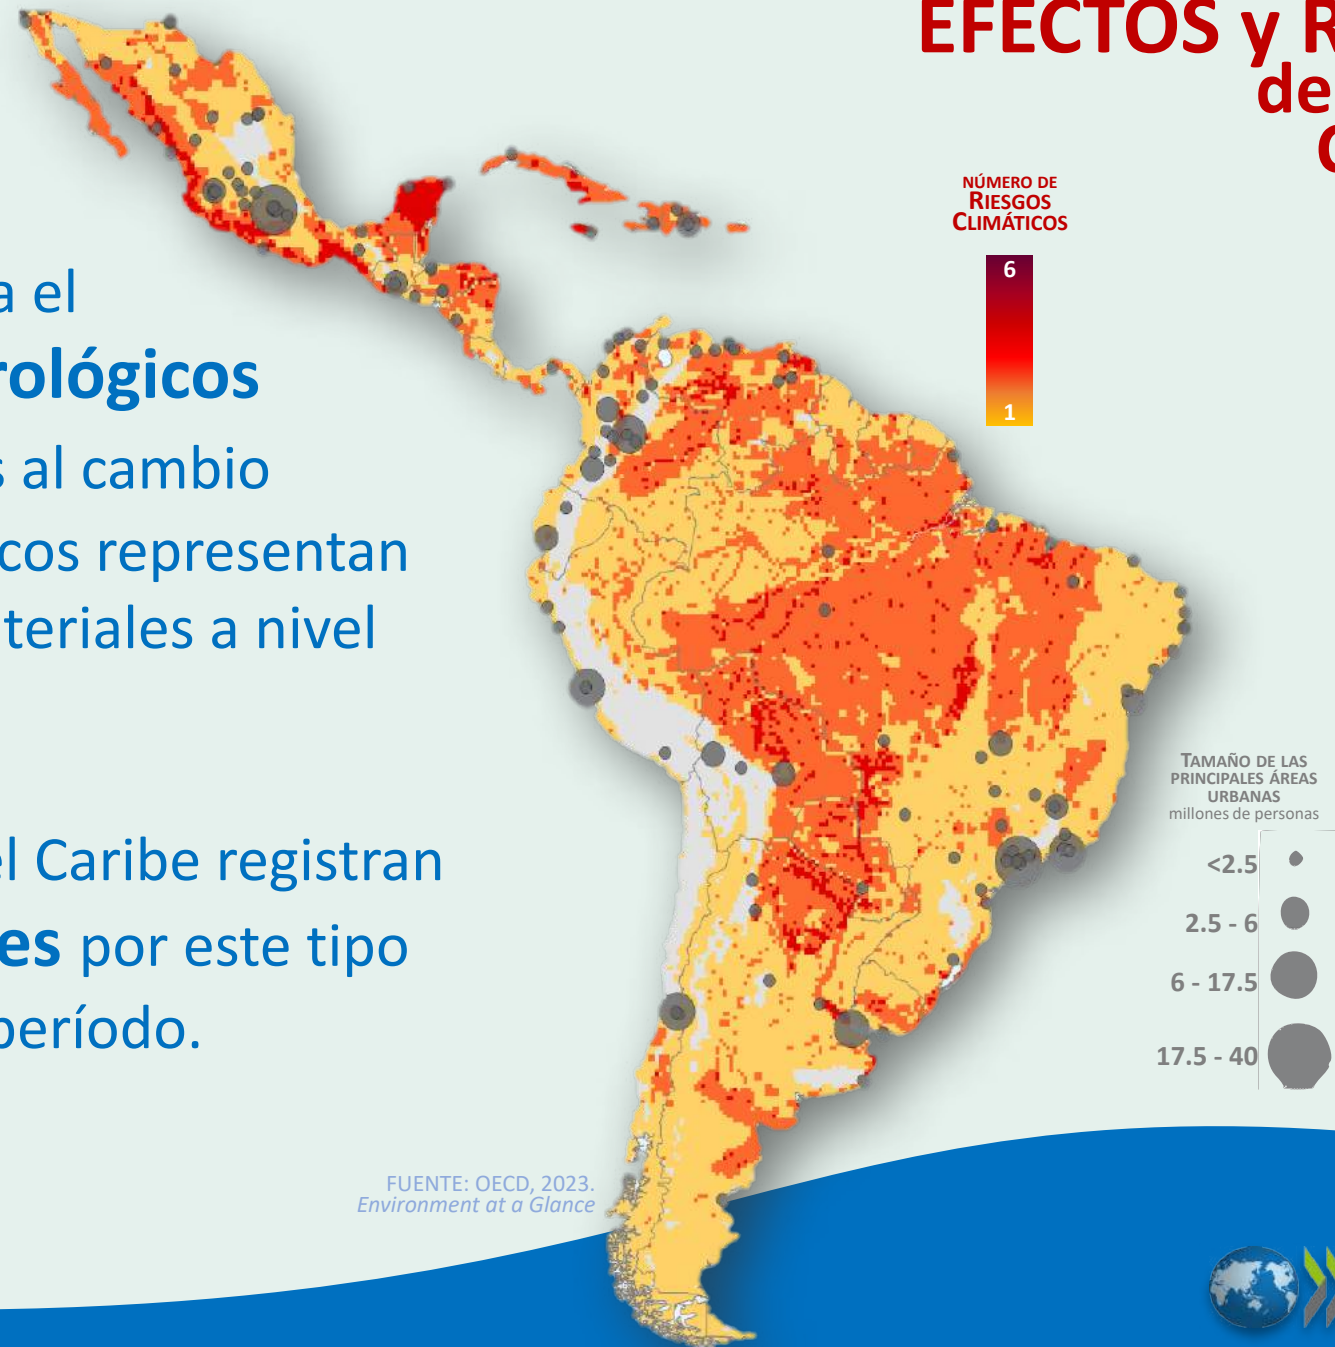 EFECTOS y R
de
C
a el
rológicos
s al cambio
cos representan
teriales a nivel
el Caribe registran
es por este tipo
período.
NÚMERO DE
RIESGOS
CLIMÁTICOS
6
1
TAMAÑO DE LAS
PRINCIPALES ÁREAS
URBANAS
millones de personas
<2.5
2.5 - 6
6 - 17.5
17.5 - 40
FUENTE: OECD, 2023.
Environment at a Glance